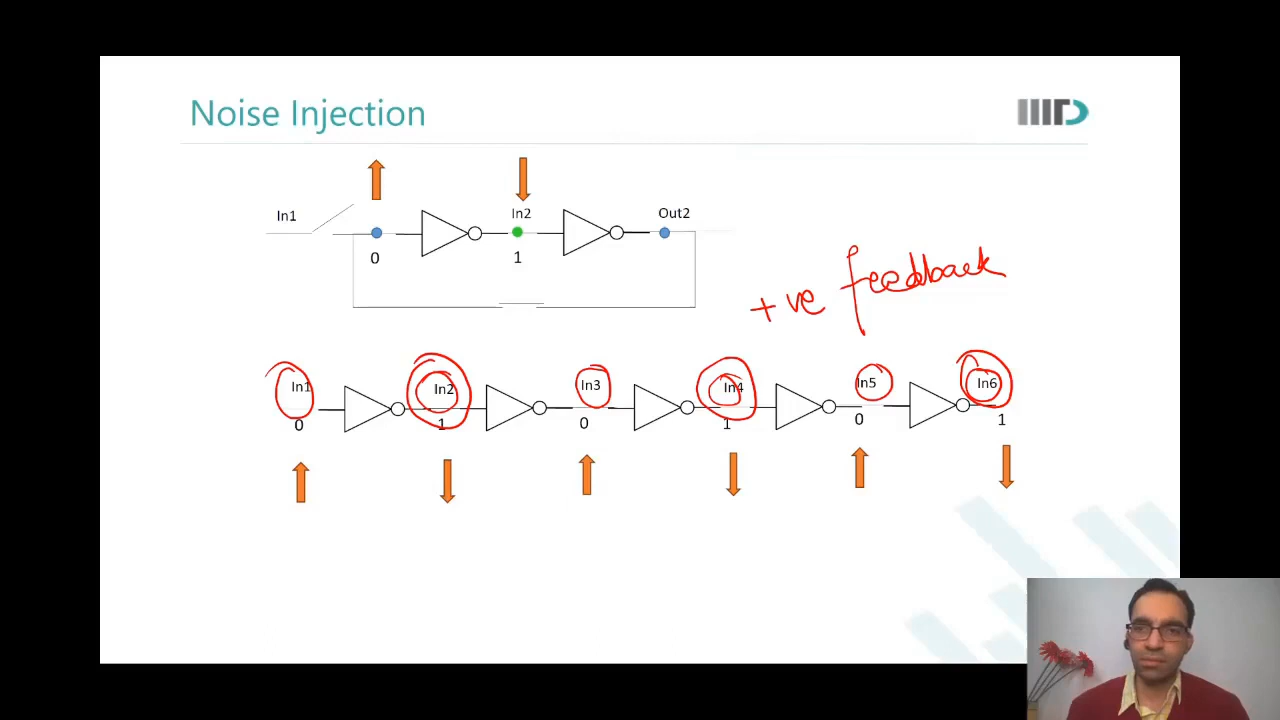 Noise Injection
IIITD
In1 In2 Out2
0 1
+ve feedback
In1 In2 In3 In4 In5 In6
0 1 0 1 0 1